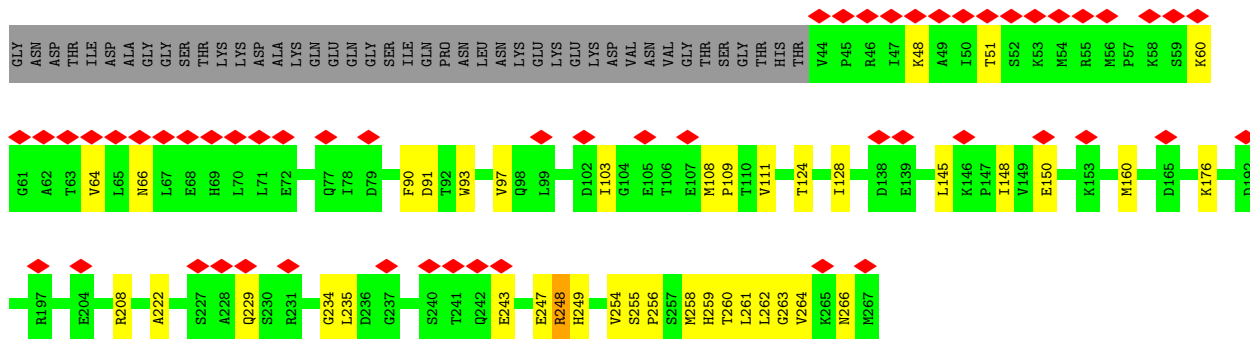 GLY ASN ASP THR ILE ASP ALA GLY GLY SER THR LYS LYS ASP ALA LYS GLN GLU GLU GLN GLY SER ILE GLN PRO ASN LEU ASN LYS GLU LYS GLU LYS ASP VAL ASN VAL GLY THR SER GLY THR HIS THR V44 P45 R46 I47 K48 A49 I50 T51 S52 K53 M54 R55 M56 P57 K58 S59 K60
G61 A62 T63 V64 L65 N66 L67 E68 H69 L70 L71 E72 Q77 I78 D79 F90 D91 T92 W93 V97 Q98 L99 D102 I103 G104 E105 T106 E107 M108 P109 T110 V111 T124 I128 D138 E139 L145 K146 P147 I148 V149 E150 K153 M160 D165 K176 D192
R197 E204 R208 A222 S227 A228 Q229 S230 R231 G234 L235 D236 G237 S240 T241 Q242 E243 E247 R248 H249 V254 S255 P256 S257 M258 H259 T260 L261 L262 G263 V264 K265 N266 M267